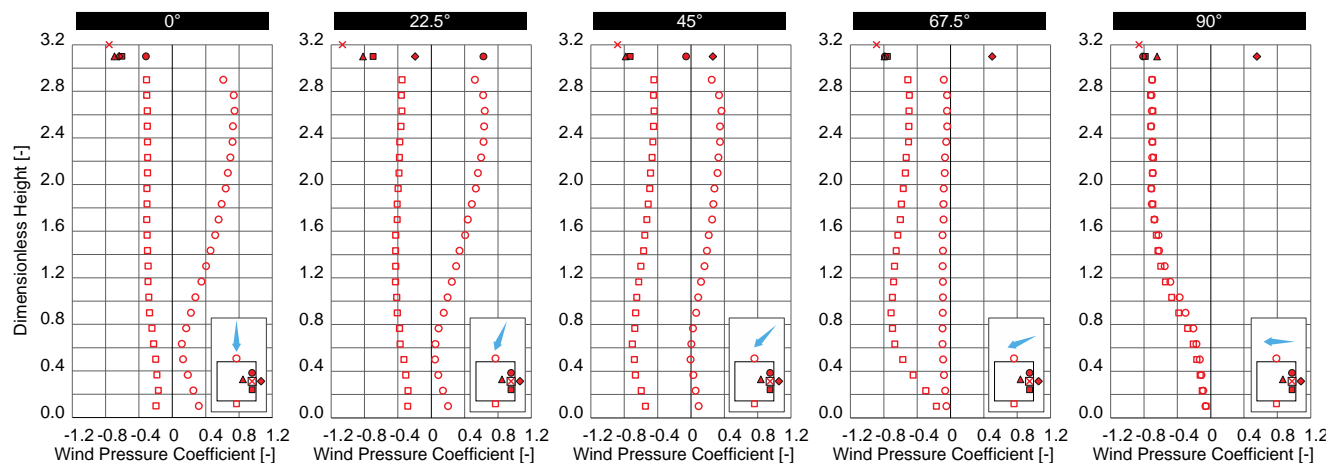 0° 22.5° 45° 67.5° 90°
3.2 3.2 3.2 3.2 3.2
2.8 2.8 2.8 2.8 2.8
2.4 2.4 2.4 2.4 2.4
2.0 2.0 2.0 2.0 2.0
1.6 1.6 1.6 1.6 1.6
1.2 1.2 1.2 1.2 1.2
0.8 0.8 0.8 0.8 0.8
0.4 0.4 0.4 0.4 0.4
0.0 0.0 0.0 0.0 0.0
Dimensionless Height [-]
-1.2 -0.8 -0.4 0 0.4 0.8 1.2 -1.2 -0.8 -0.4 0 0.4 0.8 1.2 -1.2 -0.8 -0.4 0 0.4 0.8 1.2 -1.2 -0.8 -0.4 0 0.4 0.8 1.2 -1.2 -0.8 -0.4 0 0.4 0.8 1.2
Wind Pressure Coefficient [-] Wind Pressure Coefficient [-] Wind Pressure Coefficient [-] Wind Pressure Coefficient [-] Wind Pressure Coefficient [-]